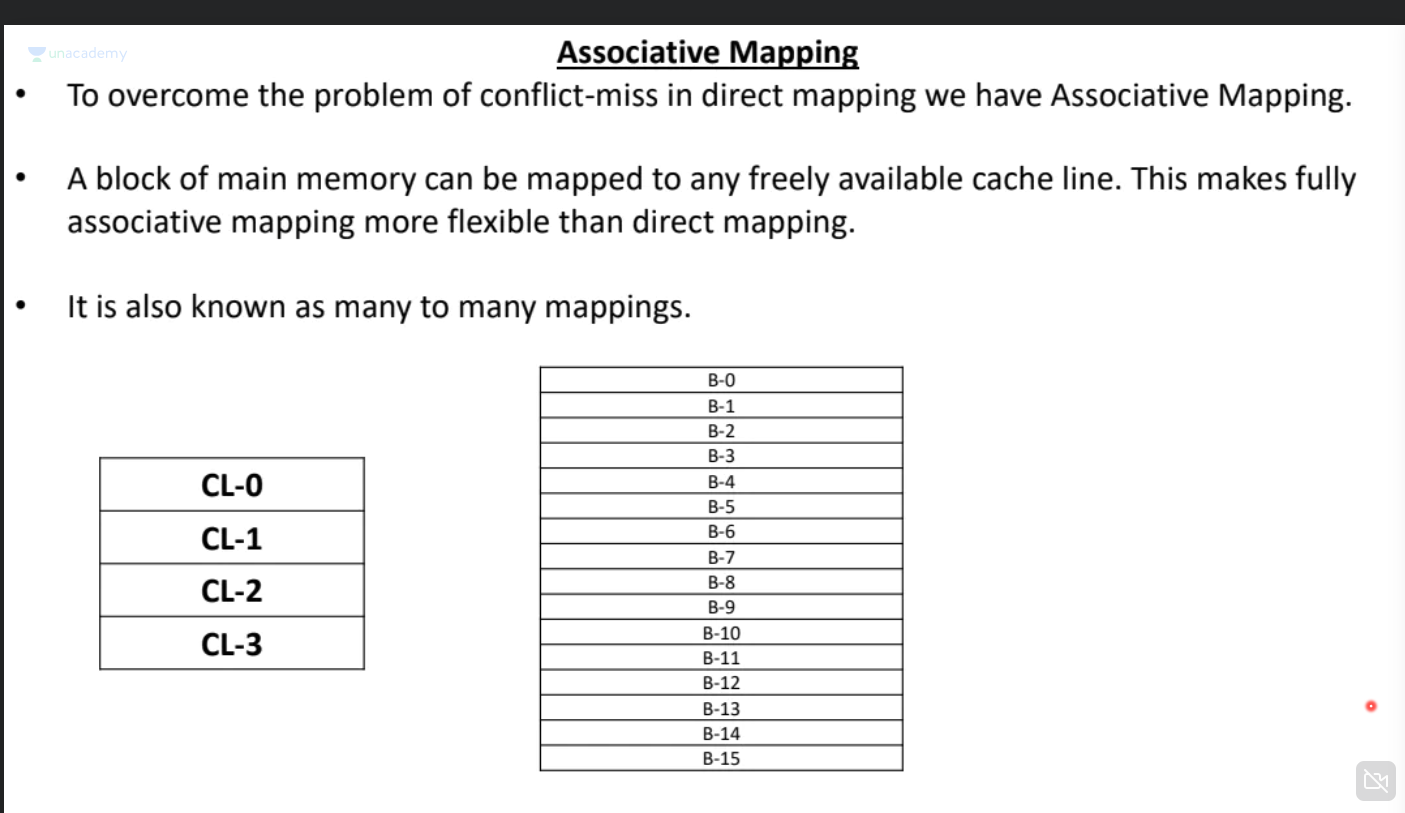 unacademy
Associative Mapping
• To overcome the problem of conflict-miss in direct mapping we have Associative Mapping.
• A block of main memory can be mapped to any freely available cache line. This makes fully
associative mapping more flexible than direct mapping.
• It is also known as many to many mappings.
CL-0
CL-1
CL-2
CL-3
B-0
B-1
B-2
B-3
B-4
B-5
B-6
B-7
B-8
B-9
B-10
B-11
B-12
B-13
B-14
B-15